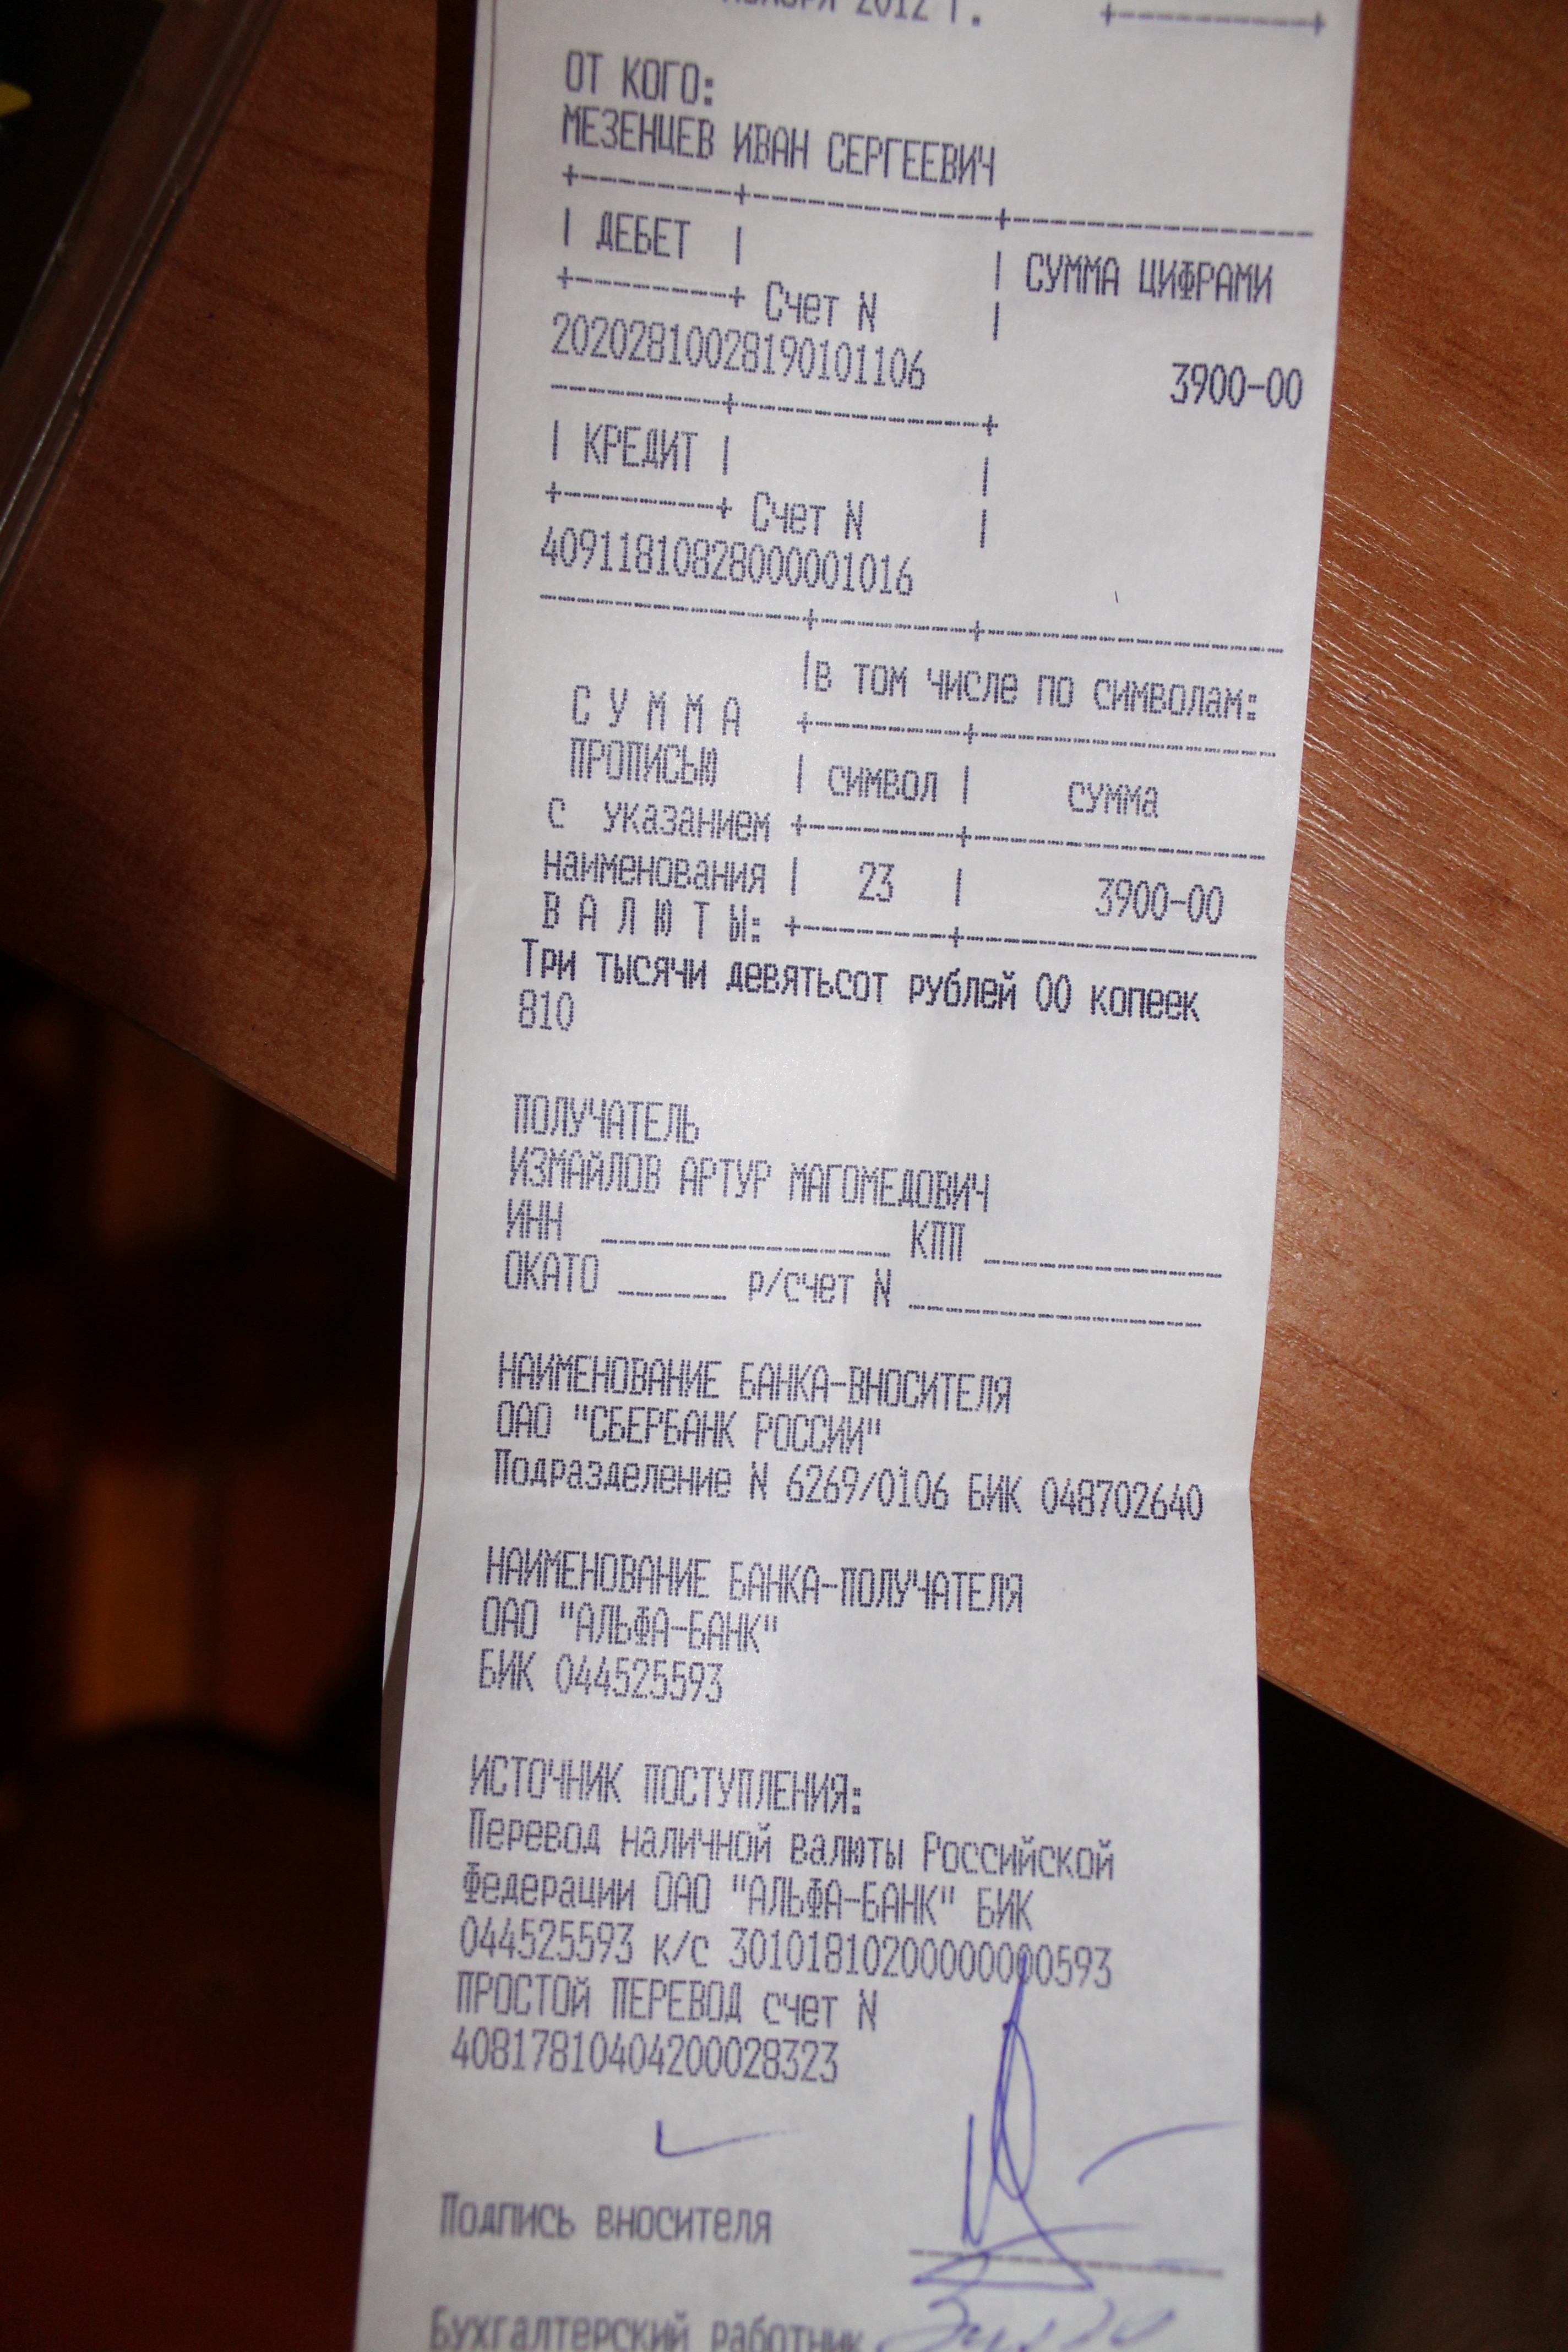 2012 г.
ОТ КОГО:
МЕЗЕНЦЕВ ИВАН СЕРГЕЕВИЧ
ДЕБЕТ
СУММА ЦИФРАМИ
Счет N
20202810028190101106
3900-00
КРЕДИТ
Счет N
40911810828000001016
в том числе по символам:
С У М М А
ПРОПИСЬЮ
символ
сумма
с указанием
наименования
23
3900-00
В А Л Ю Т Ы:
Три тысячи девятьсот рублей 00 копеек
810
ПОЛУЧАТЕЛЬ
ИЗМАЙЛОВ АРТУР МАГОМЕДОВИЧ
ИНН КПП
ОКАТО р/счет N
НАИМЕНОВАНИЕ БАНКА-ВНОСИТЕЛЯ
ОАО "СБЕРБАНК РОССИИ"
Подразделение N 6269/0106 БИК 048702640
НАИМЕНОВАНИЕ БАНКА-ПОЛУЧАТЕЛЯ
ОАО "АЛЬФА-БАНК"
БИК 044525593
ИСТОЧНИК ПОСТУПЛЕНИЯ:
Перевод наличной валюты Российской
Федерации ОАО "АЛЬФА-БАНК" БИК
044525593 к/с 30101810200000000593
ПРОСТОЙ ПЕРЕВОД счет N
40817810404200028323
Подпись вносителя
Бухгалтерский работник